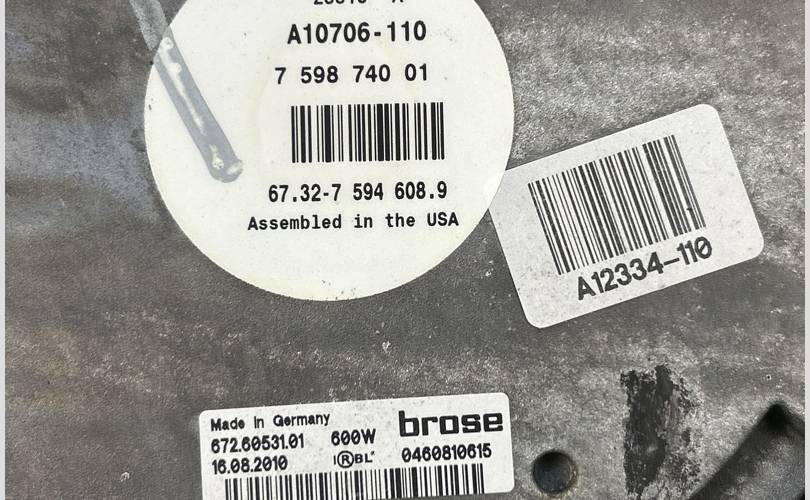 A10706-110
7 598 740 01
67.32-7 594 608.9
Assembled in the USA
A12334-110
Made In Germany
brose
672.60531.01 600W
16.08.2010 0460810615